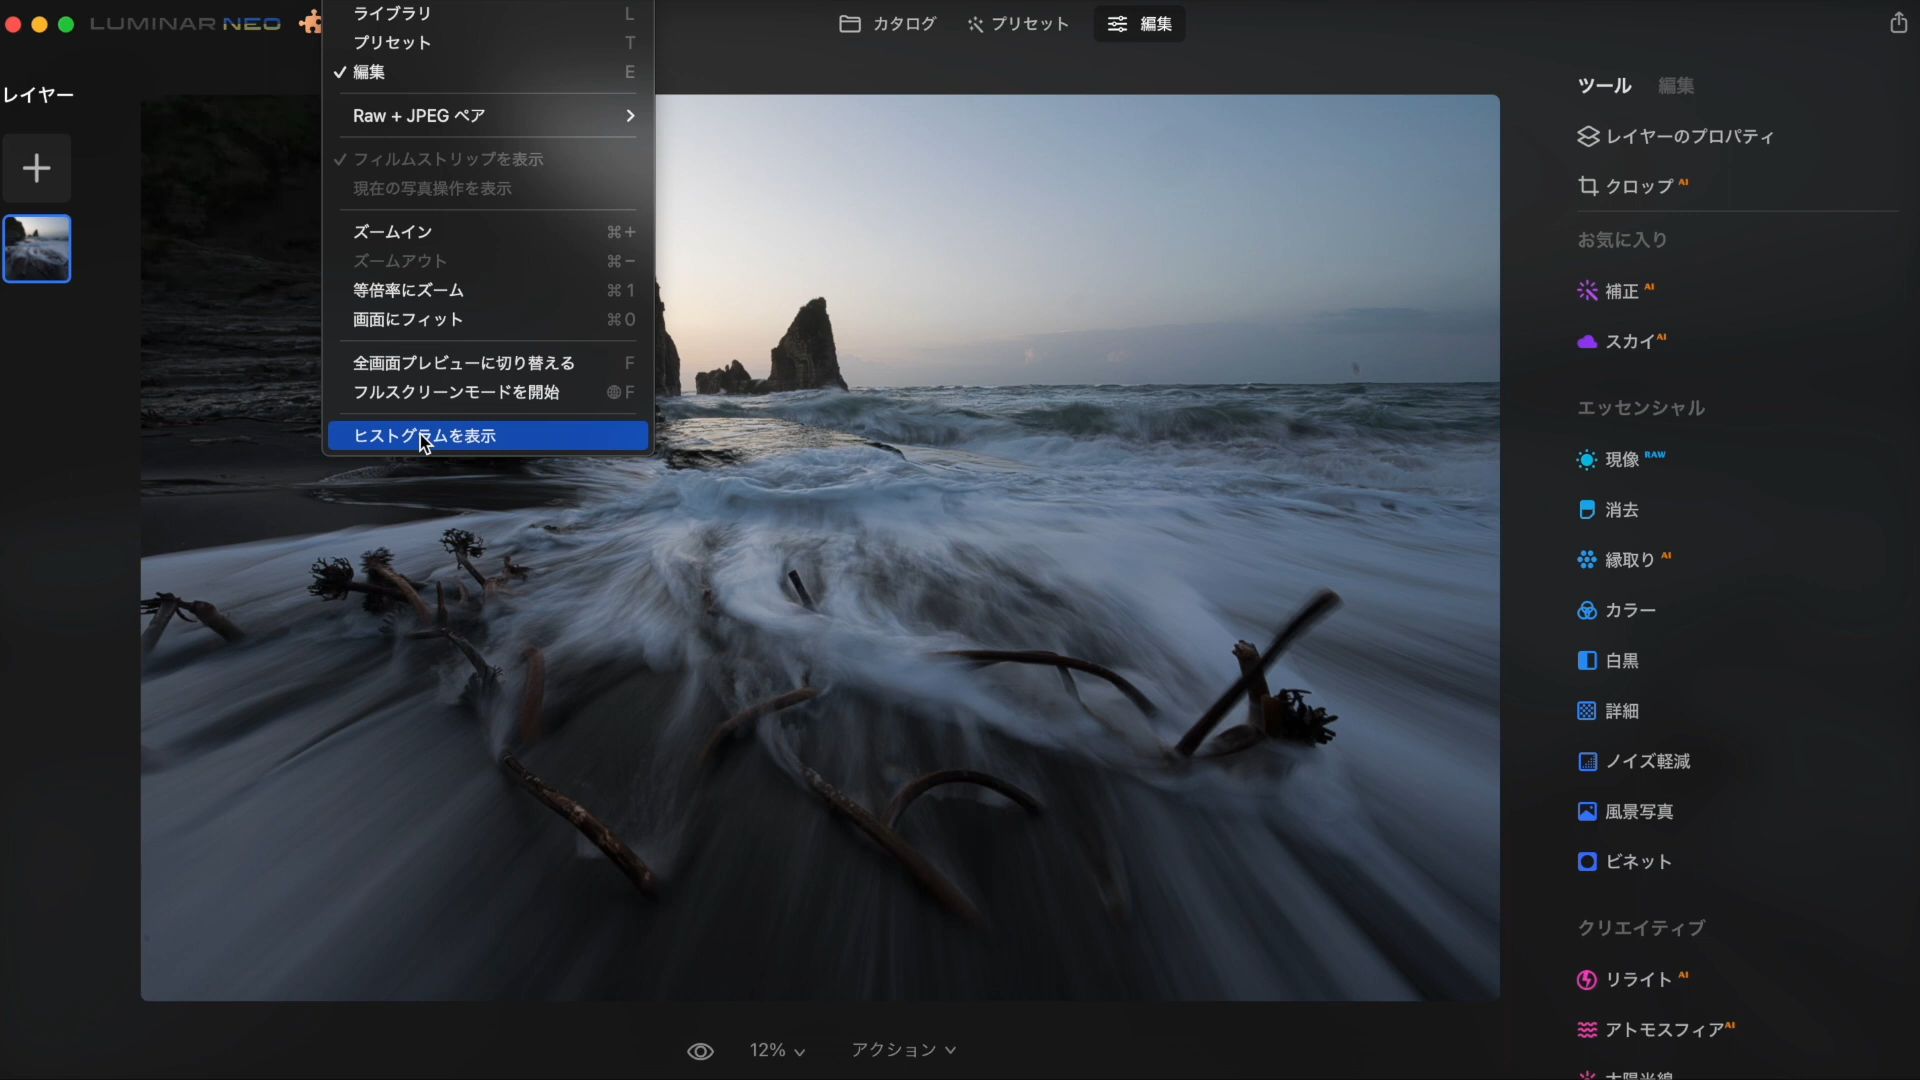 LUMINAR NEO
カタログ
プリセット
編集
レイヤー
ライブラリ L
プリセット T
✓ 編集 E
Raw + JPEG ペア
✓ フィルムストリップを表示
現在の写真操作を表示
ズームイン ⌘+
ズームアウト ⌘−
等倍率にズーム ⌘1
画面にフィット ⌘0
全画面プレビューに切り替える F
フルスクリーンモードを開始 F
ヒストグラムを表示
ツール 編集
レイヤーのプロパティ
クロップ AI
お気に入り
補正 AI
スカイ AI
エッセンシャル
現像 RAW
消去
縁取り AI
カラー
白黒
詳細
ノイズ軽減
風景写真
ビネット
クリエイティブ
リライト AI
アトモスフィア AI
太陽光線
12%
アクション